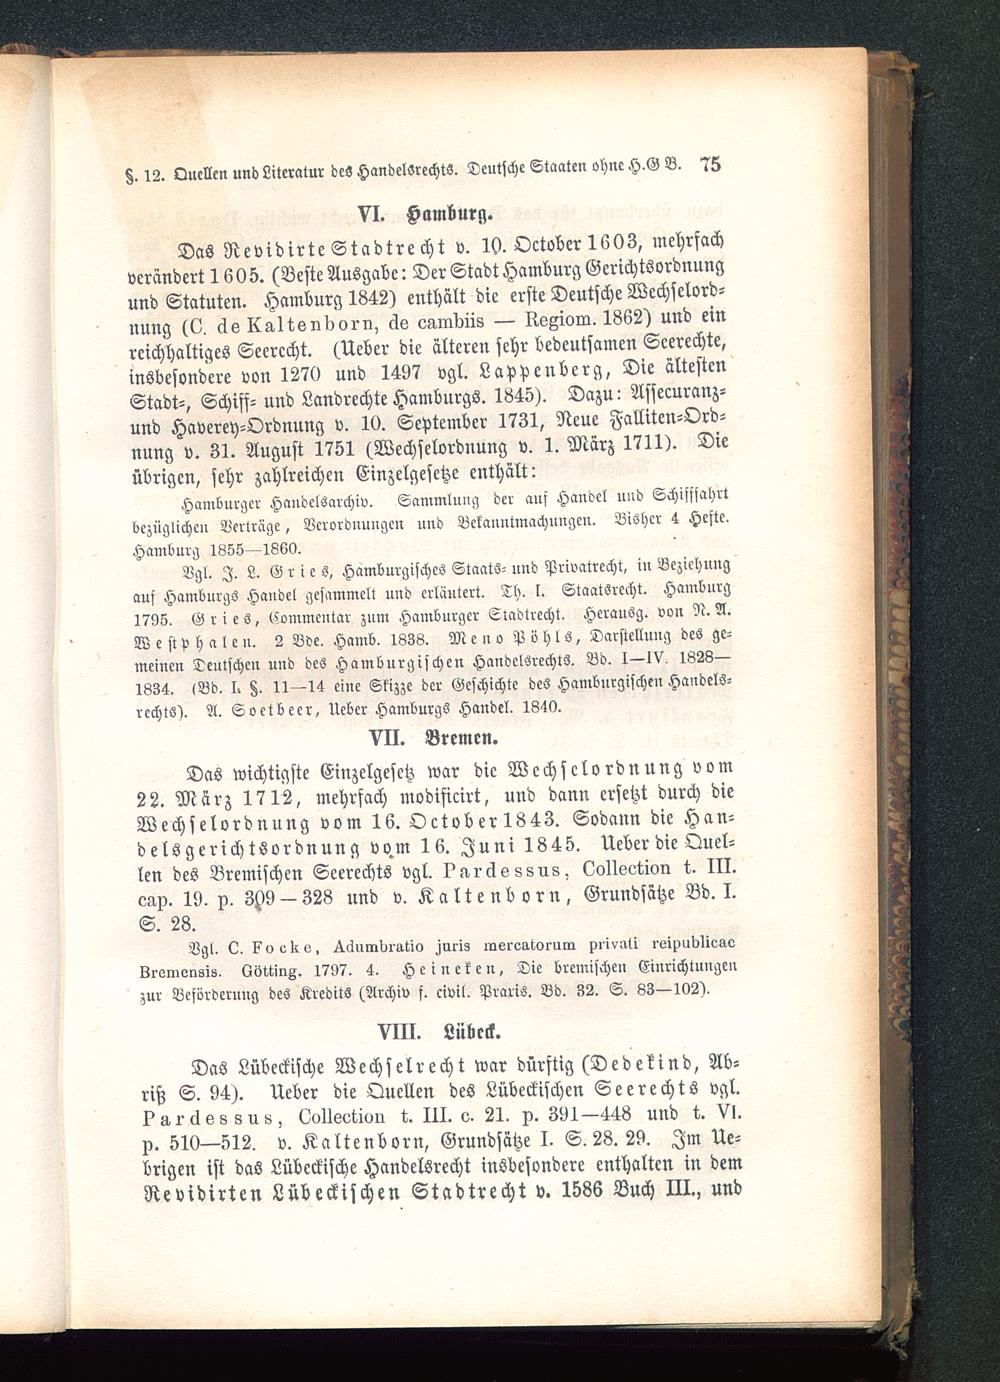 §. 12. Quellen und Literatur des Handelsrechts. Deutsche Staaten ohne H.G B. 75
VI. Hamburg.
Das Revidirte Stadtrecht v. 10. October 1603, mehrfach
verändert 1605. (Beste Ausgabe: Der Stadt Hamburg Gerichtsordnung
und Statuten. Hamburg 1842) enthält die erste Deutsche Wechselord-
nung (C. de Kaltenborn, de cambiis — Regiom. 1862) und ein
reichhaltiges Seerecht. (Ueber die älteren sehr bedeutsamen Seerechte,
insbesondere von 1270 und 1497 vgl. Lappenberg, Die ältesten
Stadt-, Schiff- und Landrechte Hamburgs. 1845). Dazu: Assecuranz-
und Haverey-Ordnung v. 10. September 1731, Neue Falliten-Ord-
nung v. 31. August 1751 (Wechselordnung v. 1. März 1711). Die
übrigen, sehr zahlreichen Einzelgesetze enthält:
Hamburger Handelsarchiv. Sammlung der auf Handel und Schifffahrt
bezüglichen Verträge, Verordnungen und Bekanntmachungen. Bisher 4 Hefte.
Hamburg 1855—1860.
Vgl. J. L. Gries, Hamburgisches Staats- und Privatrecht, in Beziehung
auf Hamburgs Handel gesammelt und erläutert. Th. I. Staatsrecht. Hamburg
1795. Gries, Commentar zum Hamburger Stadtrecht. Herausg. von N. A.
Westphalen. 2 Bde. Hamb. 1838. Meno Pöhls, Darstellung des ge-
meinen Deutschen und des Hamburgischen Handelsrechts. Bd. I—IV. 1828—
1834. (Bd. I. §. 11—14 eine Skizze der Geschichte des Hamburgischen Handels-
rechts). A. Soetbeer, Ueber Hamburgs Handel. 1840.
VII. Bremen.
Das wichtigste Einzelgesetz war die Wechselordnung vom
22. März 1712, mehrfach modificirt, und dann ersetzt durch die
Wechselordnung vom 16. October 1843. Sodann die Han-
delsgerichtsordnung vom 16. Juni 1845. Ueber die Quel-
len des Bremischen Seerechts vgl. Pardessus, Collection t. III.
cap. 19. p. 309 — 328 und v. Kaltenborn, Grundsätze Bd. I.
S. 28.
Vgl. C. Focke, Adumbratio juris mercatorum privati reipublicae
Bremensis. Götting. 1797. 4. Heineken, Die bremischen Einrichtungen
zur Beförderung des Kredits (Archiv f. civil. Praxis. Bd. 32. S. 83—102).
VIII. Lübeck.
Das Lübeckische Wechselrecht war dürftig (Dedekind, Ab-
riß S. 94). Ueber die Quellen des Lübeckischen Seerechts vgl.
Pardessus, Collection t. III. c. 21. p. 391—448 und t. VI.
p. 510—512. v. Kaltenborn, Grundsätze I. S. 28. 29. Im Ue-
brigen ist das Lübeckische Handelsrecht insbesondere enthalten in dem
Revidirten Lübeckischen Stadtrecht v. 1586 Buch III., und